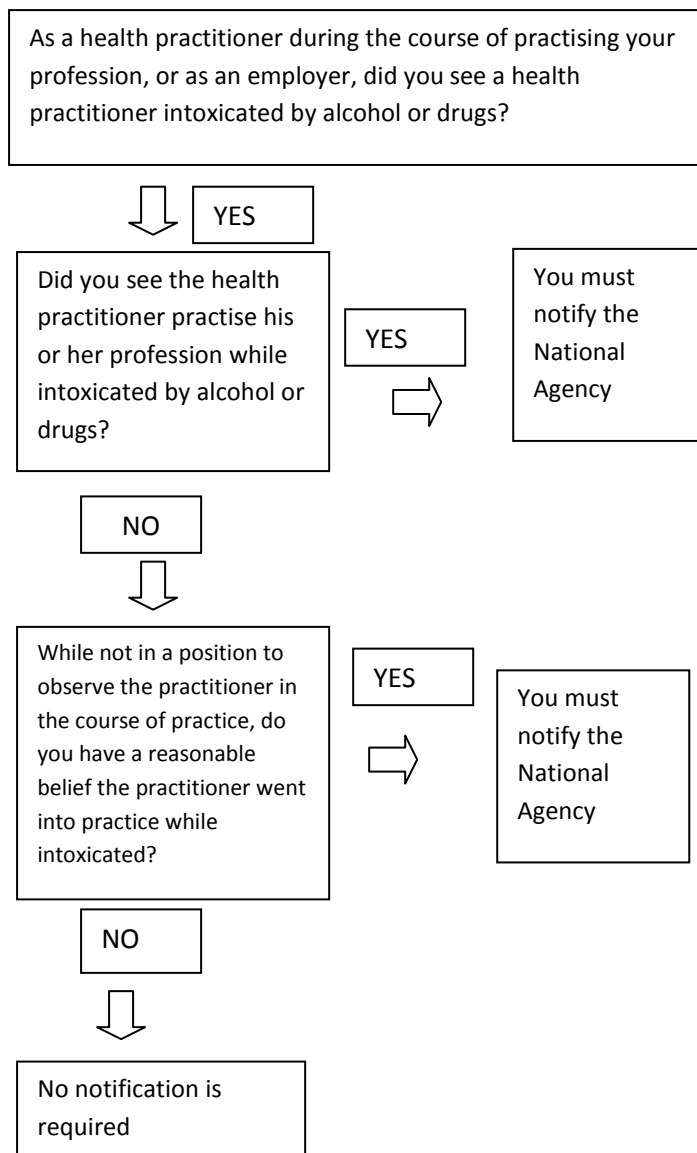 As a health practitioner during the course of practising your
profession, or as an employer, did you see a health
practitioner intoxicated by alcohol or drugs?
YES
Did you see the health
practitioner practise his
or her profession while
intoxicated by alcohol or
drugs?
YES
You must
notify the
National
Agency
NO
While not in a position to
observe the practitioner in
the course of practice, do
you have a reasonable
belief the practitioner went
into practice while
intoxicated?
YES
You must
notify the
National
Agency
NO
No notification is
required